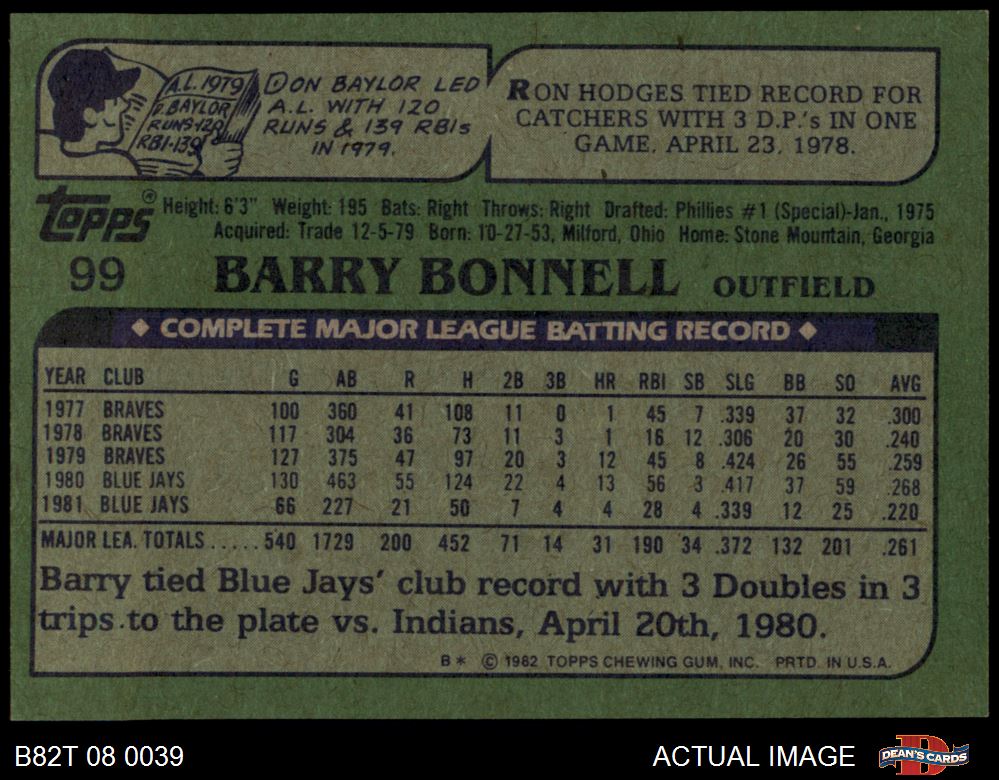 A.L. 1979
D. BAYLOR
RUNS-120
RBI-139
DON BAYLOR LED
A.L. WITH 120
RUNS & 139 RBIs
IN 1979.
RON HODGES TIED RECORD FOR
CATCHERS WITH 3 D.P.'s IN ONE
GAME, APRIL 23, 1978.
topps®
Height: 6'3" Weight: 195 Bats: Right Throws: Right Drafted: Phillies #1 (Special)-Jan., 1975
Acquired: Trade 12-5-79 Born: 10-27-53, Milford, Ohio Home: Stone Mountain, Georgia
99 BARRY BONNELL OUTFIELD
◆ COMPLETE MAJOR LEAGUE BATTING RECORD ◆
YEAR CLUB G AB R H 2B 3B HR RBI SB SLG BB SO AVG
1977 BRAVES 100 360 41 108 11 0 1 45 7 .339 37 32 .300
1978 BRAVES 117 304 36 73 11 3 1 16 12 .306 20 30 .240
1979 BRAVES 127 375 47 97 20 3 12 45 8 .424 26 55 .259
1980 BLUE JAYS 130 463 55 124 22 4 13 56 3 .417 37 59 .268
1981 BLUE JAYS 66 227 21 50 7 4 4 28 4 .339 12 25 .220
MAJOR LEA. TOTALS ..... 540 1729 200 452 71 14 31 190 34 .372 132 201 .261
Barry tied Blue Jays' club record with 3 Doubles in 3
trips to the plate vs. Indians, April 20th, 1980.
B* © 1982 TOPPS CHEWING GUM, INC. PRTD. IN U.S.A.
B82T 08 0039 ACTUAL IMAGE DEAN'S CARDS